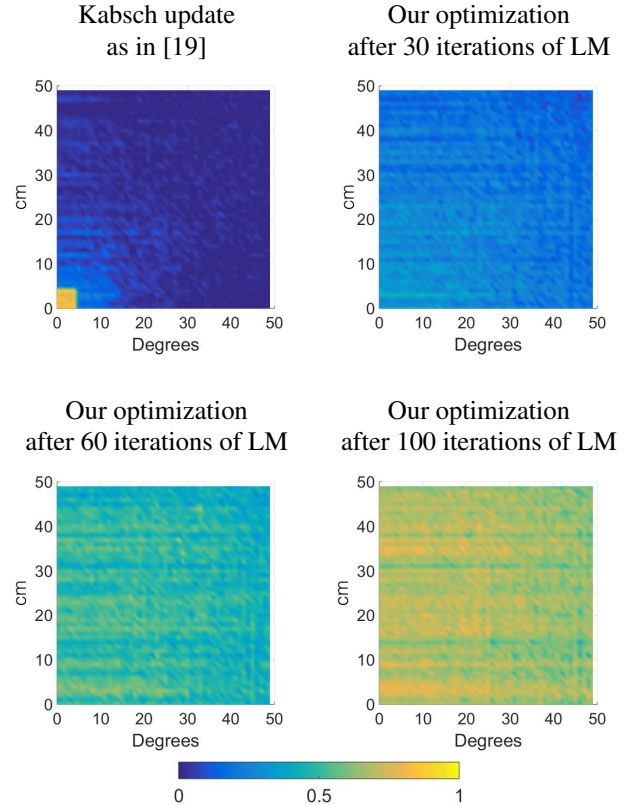 Kabsch update
as in [19]
Our optimization
after 30 iterations of LM
50
40
30
20
10
0
cm
0 10 20 30 40 50
Degrees
50
40
30
20
10
0
cm
0 10 20 30 40 50
Degrees
Our optimization
after 60 iterations of LM
Our optimization
after 100 iterations of LM
50
40
30
20
10
0
cm
0 10 20 30 40 50
Degrees
50
40
30
20
10
0
cm
0 10 20 30 40 50
Degrees
0 0.5 1